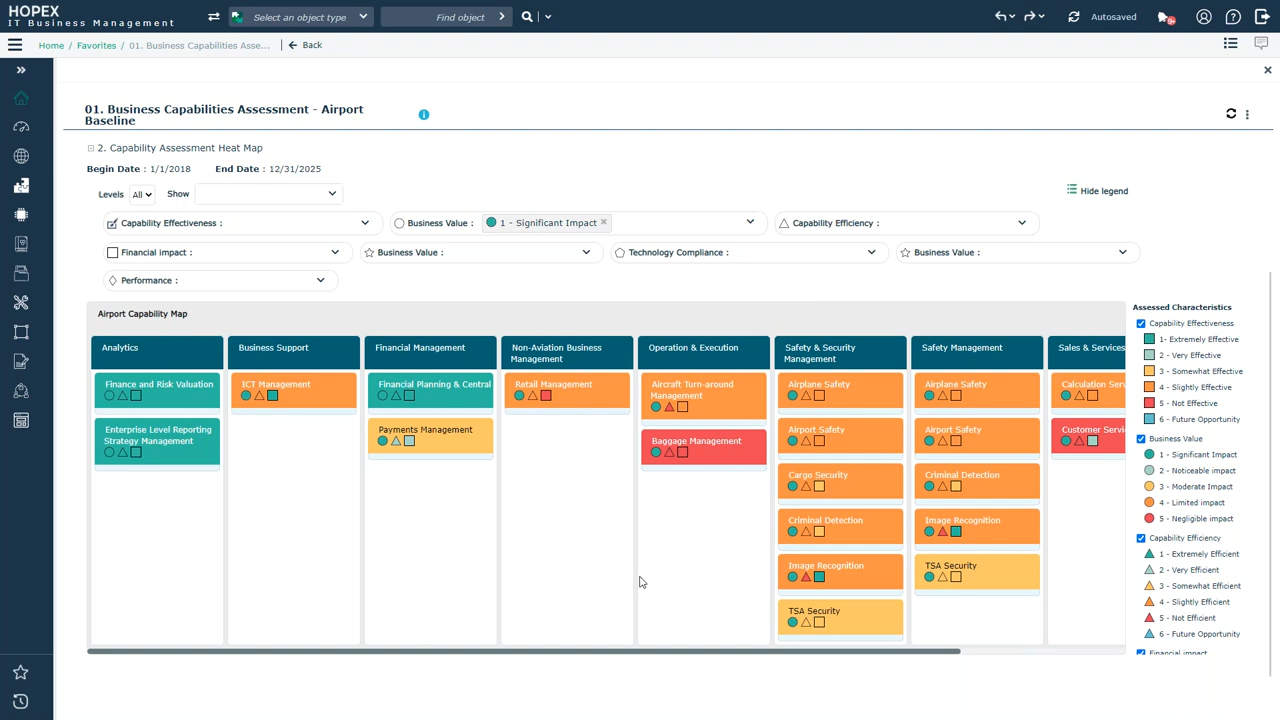 HOPEX
IT Business Management
Select an object type
Find object
Autosaved
9+
Home / Favorites / 01. Business Capabilities Asse...
Back
01. Business Capabilities Assessment - Airport
Baseline
2. Capability Assessment Heat Map
Begin Date : 1/1/2018 End Date : 12/31/2025
Levels All Show
Hide legend
Capability Effectiveness : Business Value : 1 - Significant Impact Capability Efficiency :
Financial impact : Business Value : Technology Compliance : Business Value :
Performance :
Airport Capability Map
Analytics
Finance and Risk Valuation
Enterprise Level Reporting
Strategy Management
Business Support
ICT Management
Financial Management
Financial Planning & Central
Payments Management
Non-Aviation Business
Management
Retail Management
Operation & Execution
Aircraft Turn-around
Management
Baggage Management
Safety & Security
Management
Airplane Safety
Airport Safety
Cargo Security
Criminal Detection
Image Recognition
TSA Security
Safety Management
Airplane Safety
Airport Safety
Criminal Detection
Image Recognition
TSA Security
Sales & Services
Calculation Serv
Customer Servi
Assessed Characteristics
Capability Effectiveness
1- Extremely Effective
2 - Very Effective
3 - Somewhat Effective
4 - Slightly Effective
5 - Not Effective
6 - Future Opportunity
Business Value
1 - Significant Impact
2 - Noticeable impact
3 - Moderate Impact
4 - Limited impact
5 - Negligible impact
Capability Efficiency
1 - Extremely Efficient
2 - Very Efficient
3 - Somewhat Efficient
4 - Slightly Efficient
5 - Not Efficient
6 - Future Opportunity
Financial impact